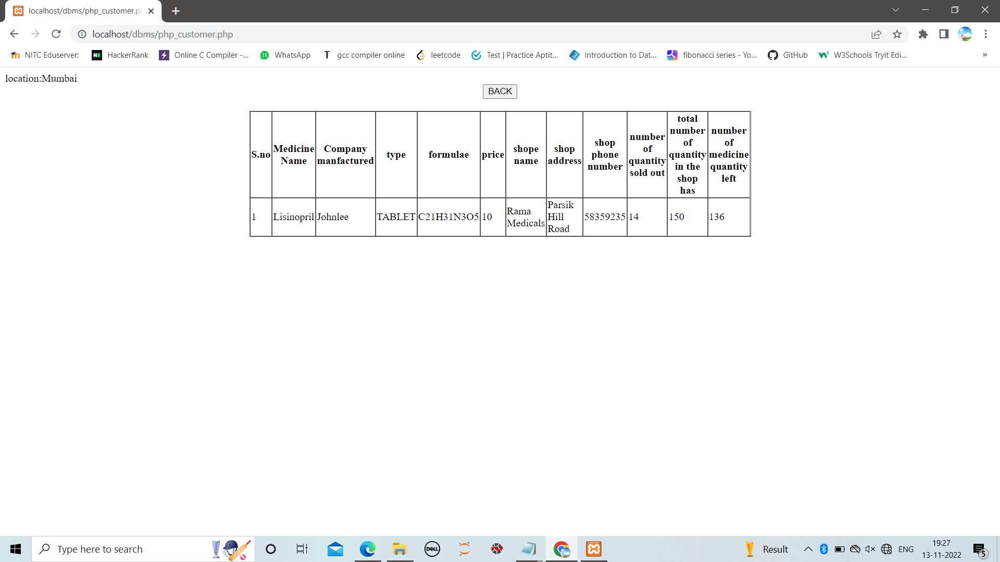 localhost/dbms/php_customer.p
localhost/dbms/php_customer.php
NITC Eduserver:
HackerRank
Online C Compiler -...
WhatsApp
T gcc compiler online
leetcode
Test | Practice Aptit...
Introduction to Dat...
fibonacci series - Yo...
GitHub
W3Schools Tryit Edi...
»
location:Mumbai
BACK
S.no
Medicine
Name
Company
manfactured
type
formulae
price
shope
name
shop
address
shop
phone
number
number
of
quantity
sold out
total
number
of
quantity
in the
shop
has
number
of
medicine
quantity
left
1
Lisinopril
Johnlee
TABLET
C21H31N3O5
10
Rama
Medicals
Parsik
Hill
Road
58359235
14
150
136
Type here to search
DELL
Result
ENG
19:27
13-11-2022
5